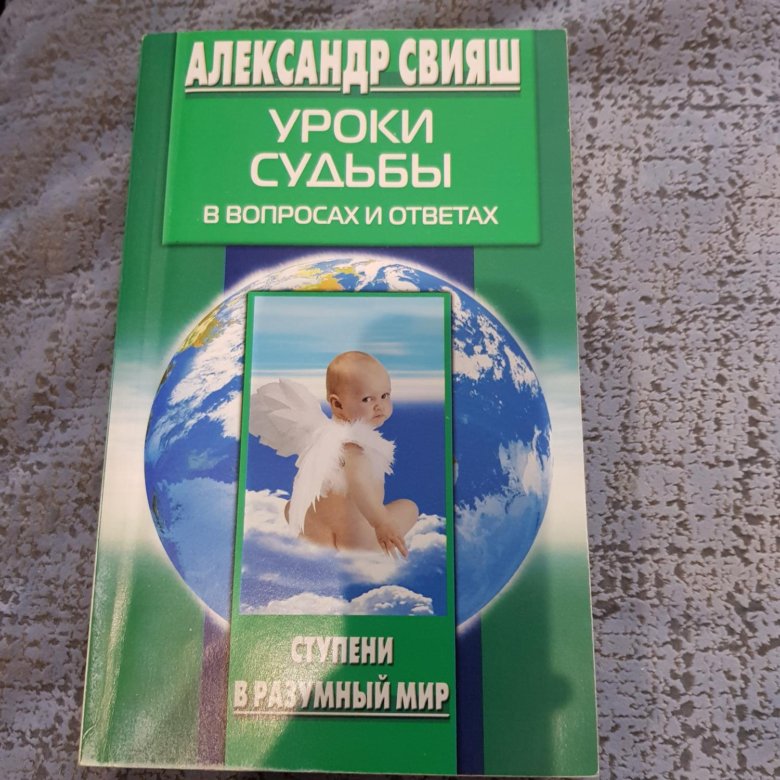 АЛЕКСАНДР СВИЯШ
УРОКИ
СУДЬБЫ
В ВОПРОСАХ И ОТВЕТАХ
СТУПЕНИ
В РАЗУМНЫЙ МИР